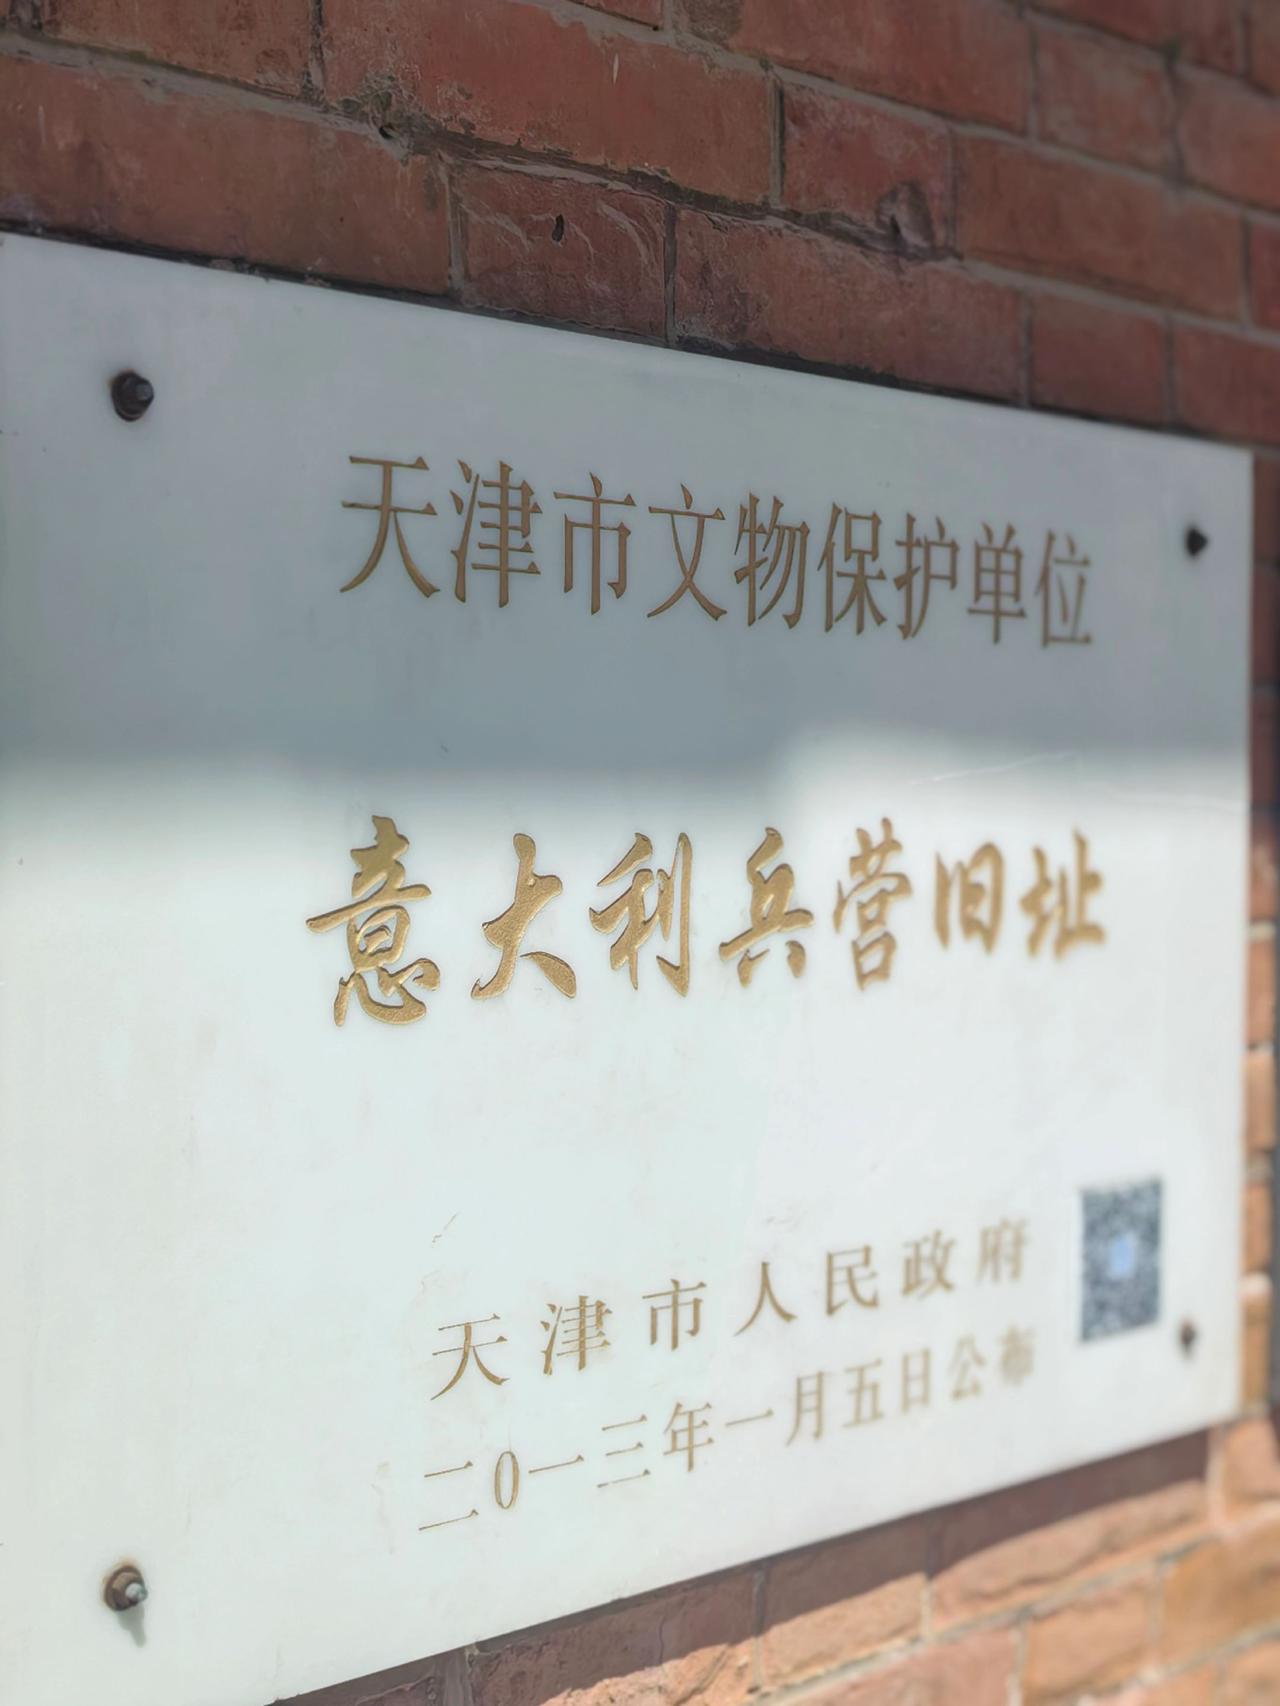 天津市文物保护单位
意大利兵营旧址
天津市人民政府
二0一三年一月五日公布